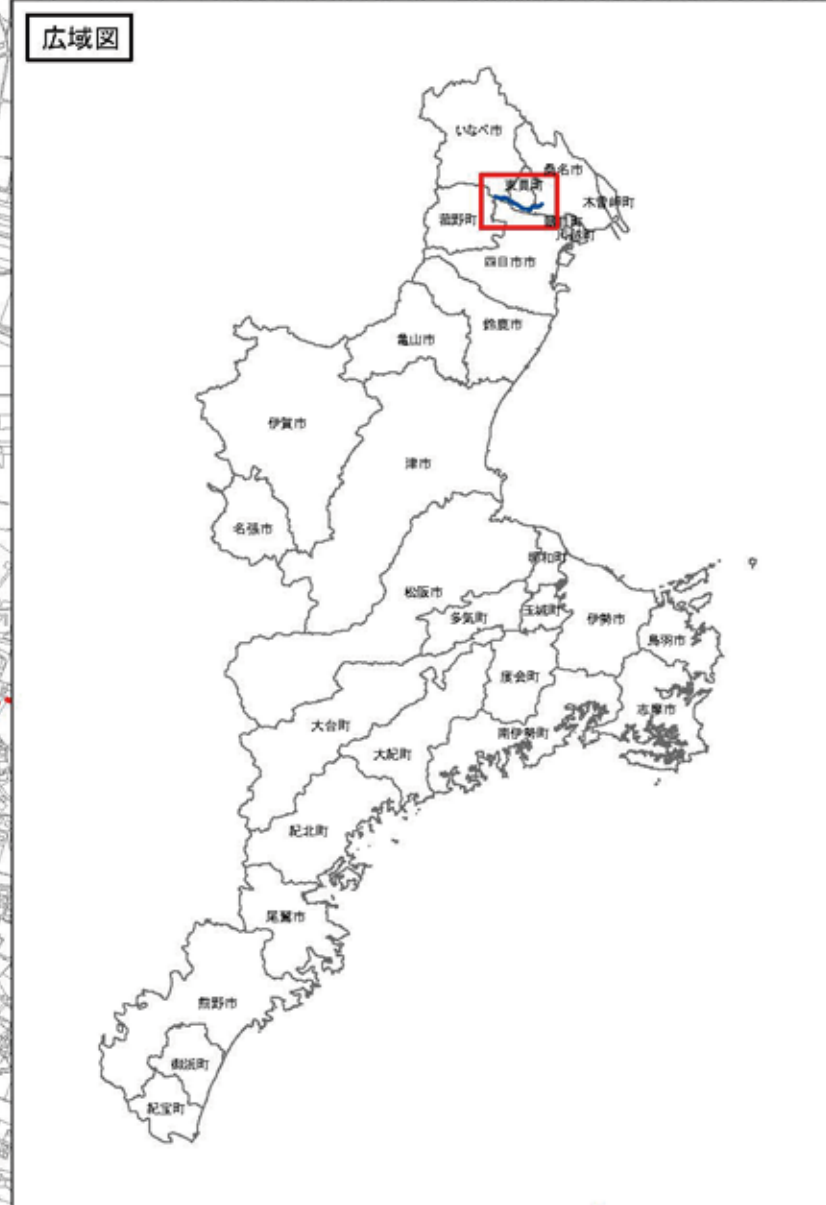 広域図
いなべ市
桑名市
東員町
木曽岬町
菰野町
朝日町
川越町
四日市市
鈴鹿市
亀山市
伊賀市
津市
名張市
明和町
松阪市
多気町
玉城町
伊勢市
鳥羽市
度会町
志摩市
大台町
南伊勢町
大紀町
紀北町
尾鷲市
熊野市
御浜町
紀宝町